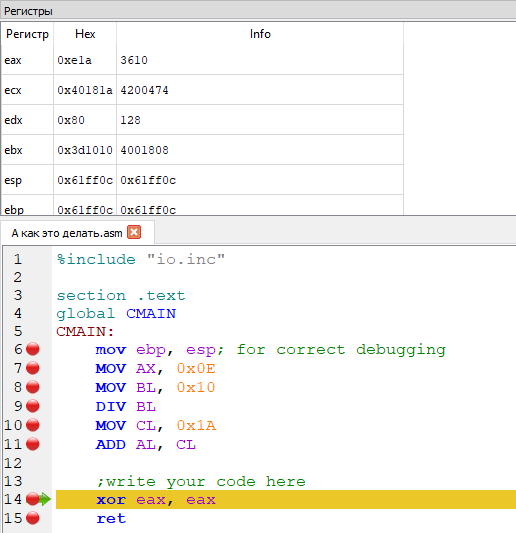 Регистры
Регистр Hex Info
eax 0xe1a 3610
ecx 0x40181a 4200474
edx 0x80 128
ebx 0x3d1010 4001808
esp 0x61ff0c 0x61ff0c
ebp 0x61ff0c 0x61ff0c
А как это делать.asm
1 %include "io.inc"
2
3 section .text
4 global CMAIN
5 CMAIN:
6 mov ebp, esp; for correct debugging
7 MOV AX, 0x0E
8 MOV BL, 0x10
9 DIV BL
10 MOV CL, 0x1A
11 ADD AL, CL
12
13 ;write your code here
14 xor eax, eax
15 ret